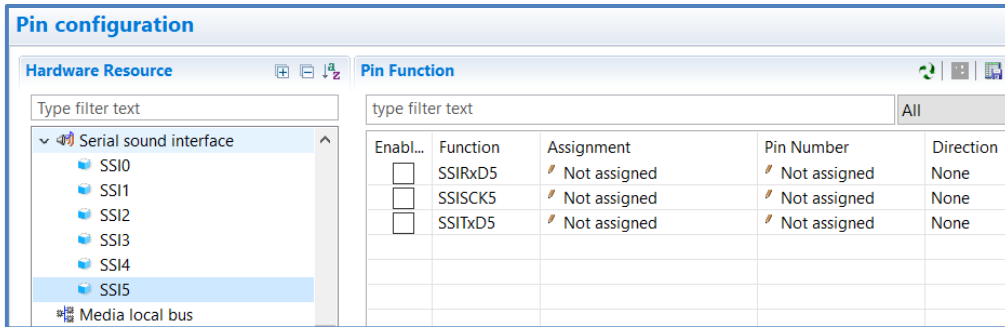 Pin configuration
Hardware Resource
Type filter text
Serial sound interface
SSI0
SSI1
SSI2
SSI3
SSI4
SSI5
Media local bus
Pin Function
type filter text All
Enabl... Function Assignment Pin Number Direction
SSIRxD5 Not assigned Not assigned None
SSISCK5 Not assigned Not assigned None
SSITxD5 Not assigned Not assigned None